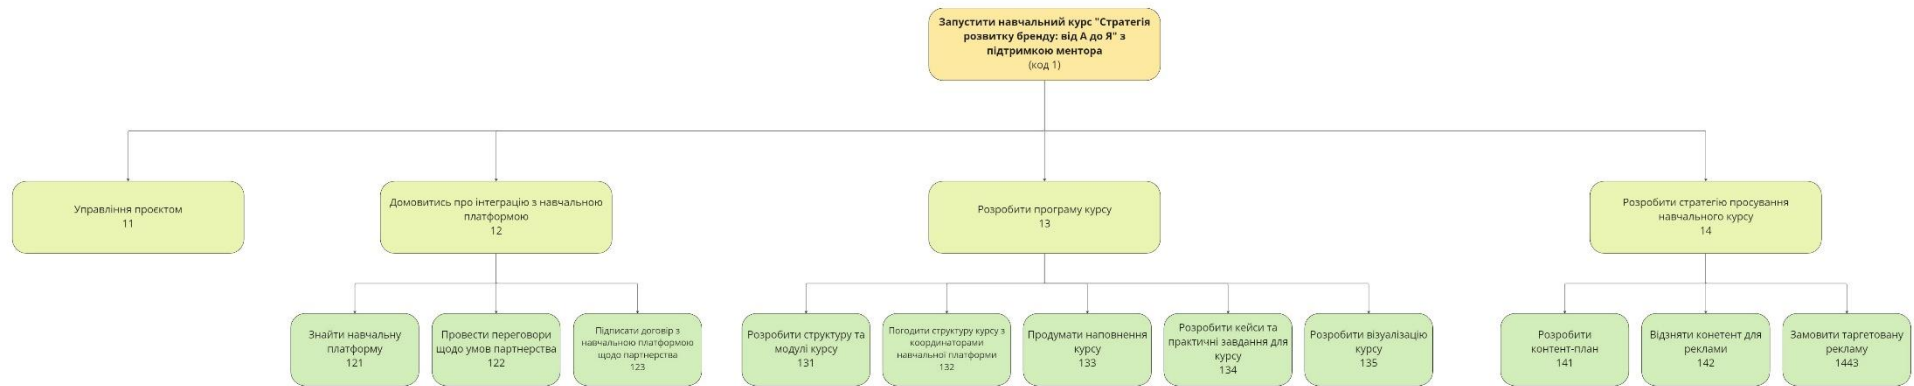 Запустити навчальний курс "Стратегія
розвитку бренду: від А до Я" з
підтримкою ментора
(код 1)
Управління проєктом
11
Домовитись про інтеграцію з навчальною
платформою
12
Розробити програму курсу
13
Розробити стратегію просування
навчального курсу
14
Знайти навчальну
платформу
121
Провести переговори
щодо умов партнерства
122
Підписати договір з
навчальною платформою
щодо партнерства
123
Розробити структуру та
модулі курсу
131
Погодити структуру курсу з
координаторами
навчальної платформи
132
Продумати наповнення
курсу
133
Розробити кейси та
практичні завдання для
курсу
134
Розробити візуалізацію
курсу
135
Розробити
контент-план
141
Відзняти конетент для
реклами
142
Замовити таргетовану
рекламу
1443